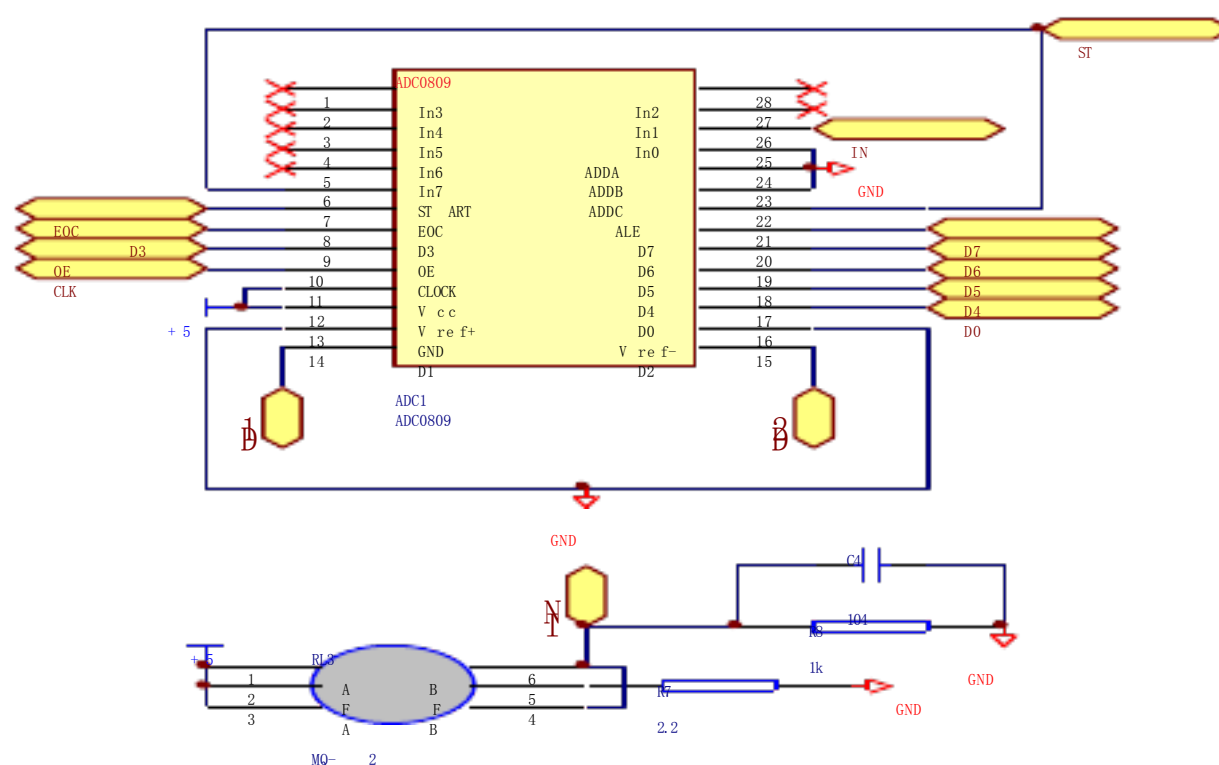 ST
ADC0809
1
2
3
4
5
6
7
8
9
10
11
12
13
14
In3
In4
In5
In6
In7
ST ART
EOC
D3
OE
CLOCK
V cc
V ref+
GND
D1
In2
In1
In0
ADDA
ADDB
ADDC
ALE
D7
D6
D5
D4
D0
V ref-
D2
28
27
26
25
24
23
22
21
20
19
18
17
16
15
IN
GND
EOC
D3
OE
CLK
+ 5
D7
D6
D5
D4
D0
D1
D2
ADC1
ADC0809
GND
IN
C4
104
R8
1k
GND
+ 5
RL3
1
2
3
A
F
A
B
F
B
6
5
4
R7
2.2
GND
MQ- 2